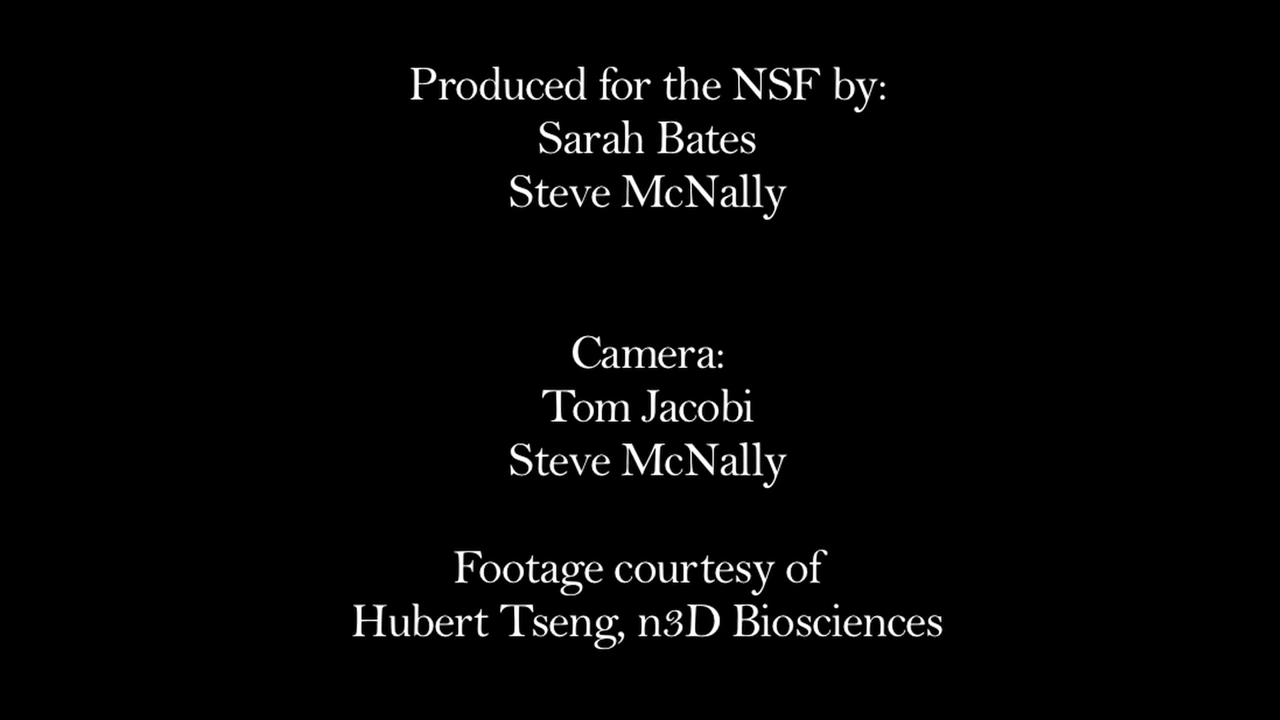 Produced for the NSF by:
Sarah Bates
Steve McNally
Camera:
Tom Jacobi
Steve McNally
Footage courtesy of
Hubert Tseng, n3D Biosciences